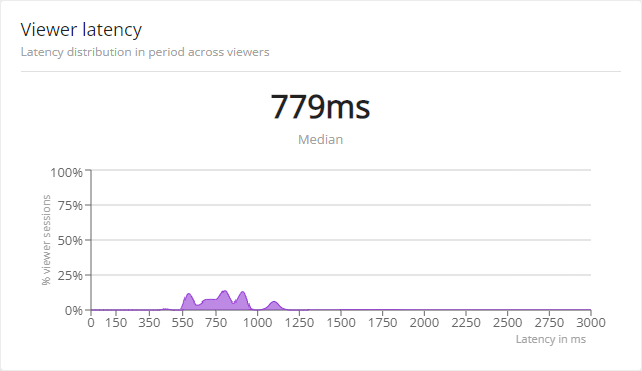 Viewer latency
Latency distribution in period across viewers
779ms
Median
% viewer sessions
100%
75%
50%
25%
0%
0 150 350 550 750 1000 1250 1500 1750 2000 2250 2500 2750 3000
Latency in ms